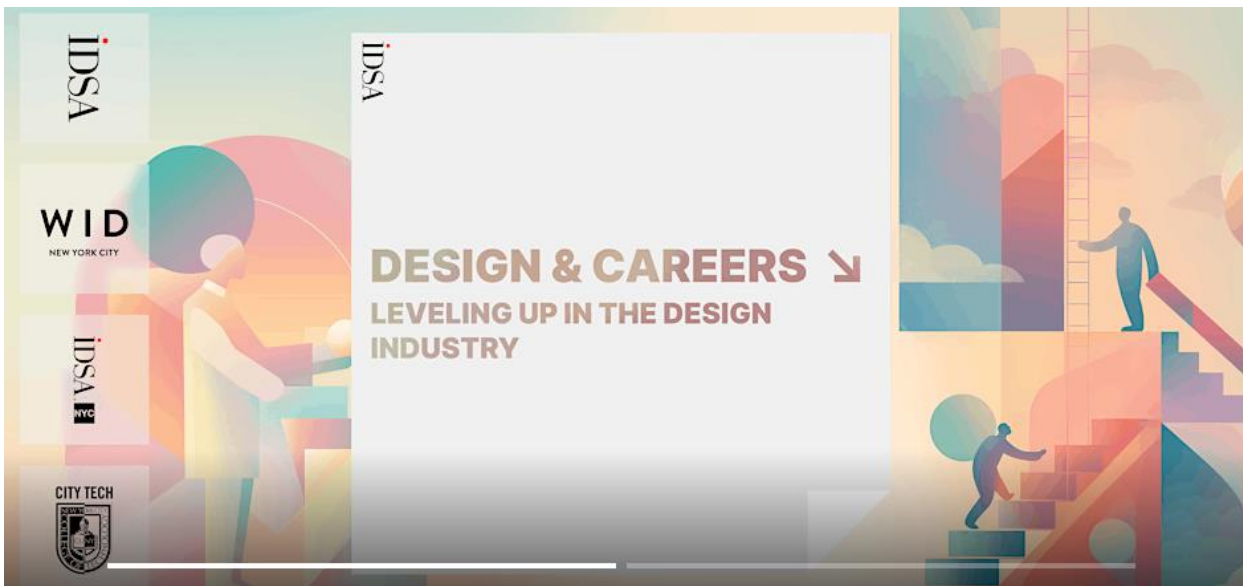 iDSA
WID
NEW YORK CITY
iDSA.
NYC
CITY TECH
iDSA
DESIGN & CAREERS ↘
LEVELING UP IN THE DESIGN
INDUSTRY